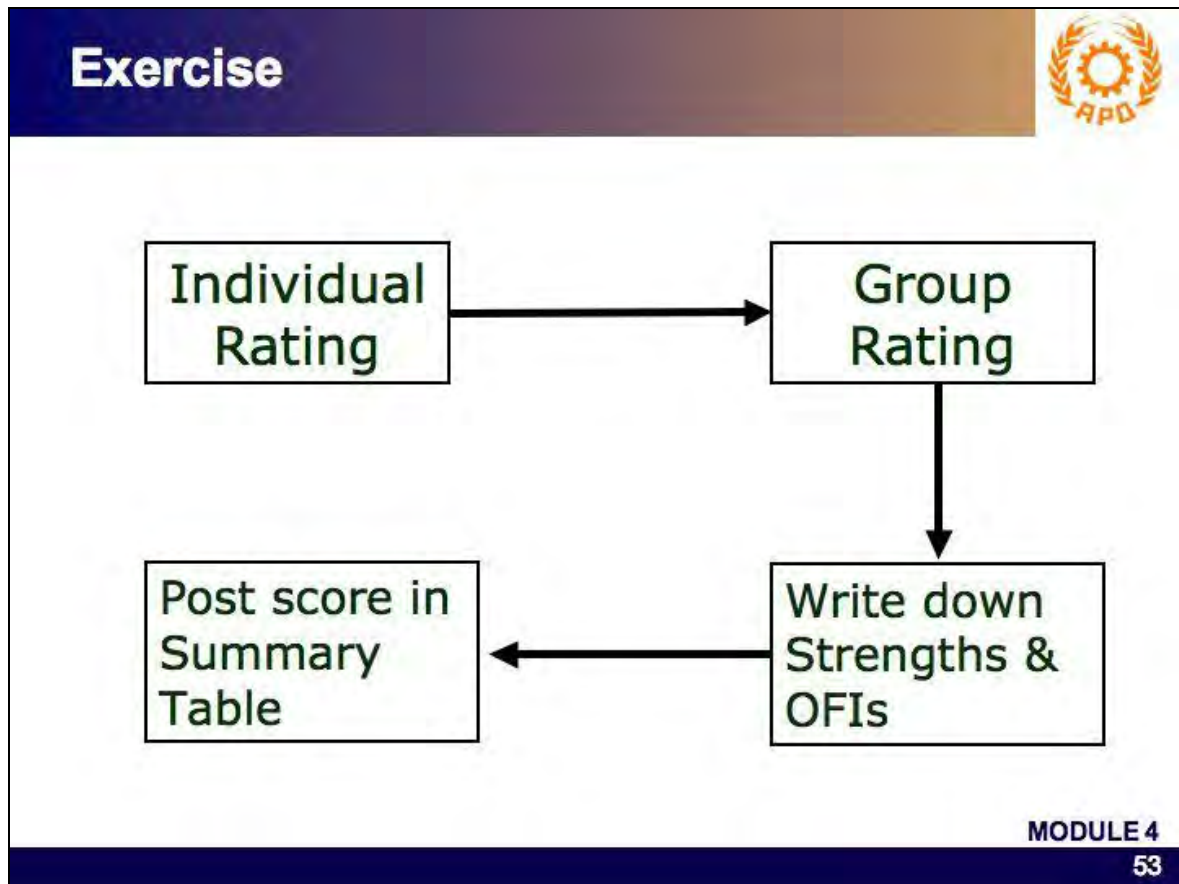 Exercise
APO
Individual
Rating
Group
Rating
Write down
Strengths &
OFIs
Post score in
Summary
Table
MODULE 4
53